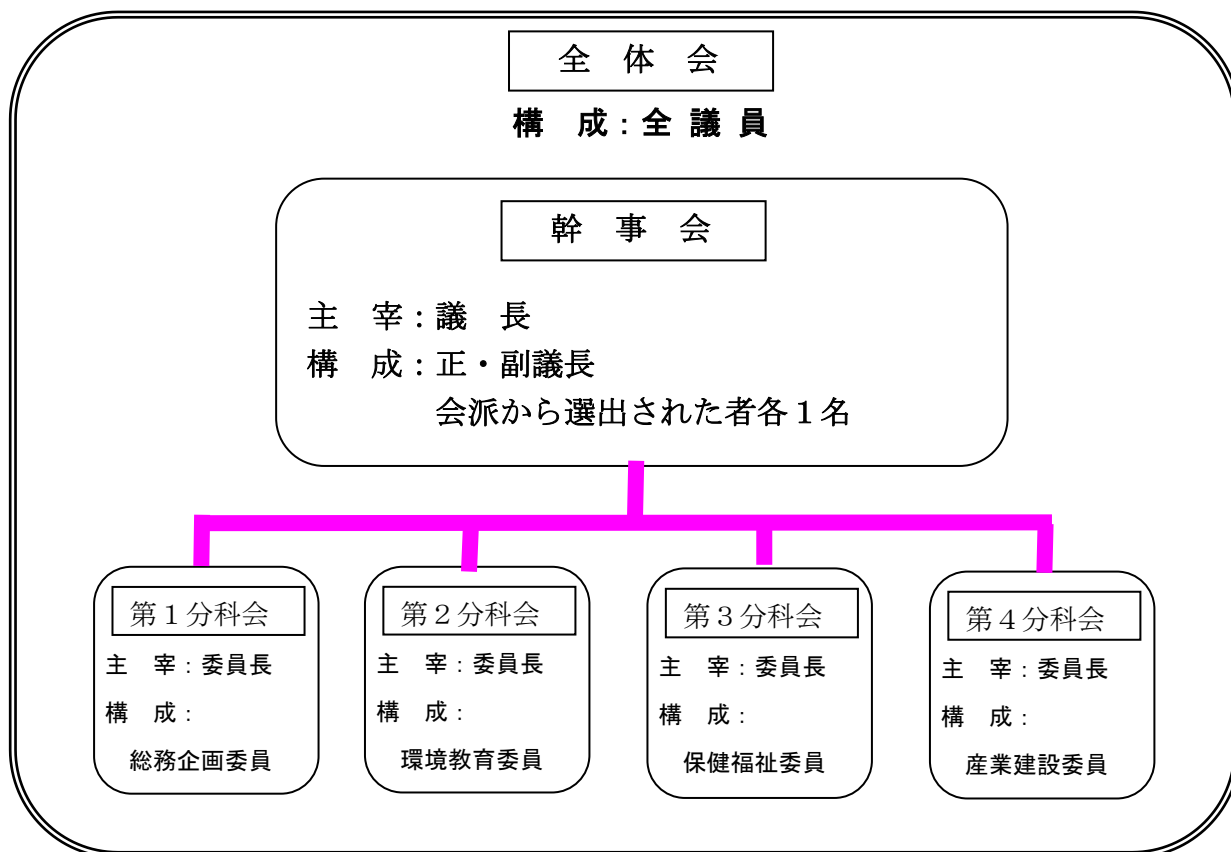 全 体 会
構 成：全 議 員
幹 事 会
主 宰：議 長
構 成：正・副議長
会派から選出された者各１名
第１分科会
主 宰：委員長
構 成：
総務企画委員
第２分科会
主 宰：委員長
構 成：
環境教育委員
第３分科会
主 宰：委員長
構 成：
保健福祉委員
第４分科会
主 宰：委員長
構 成：
産業建設委員